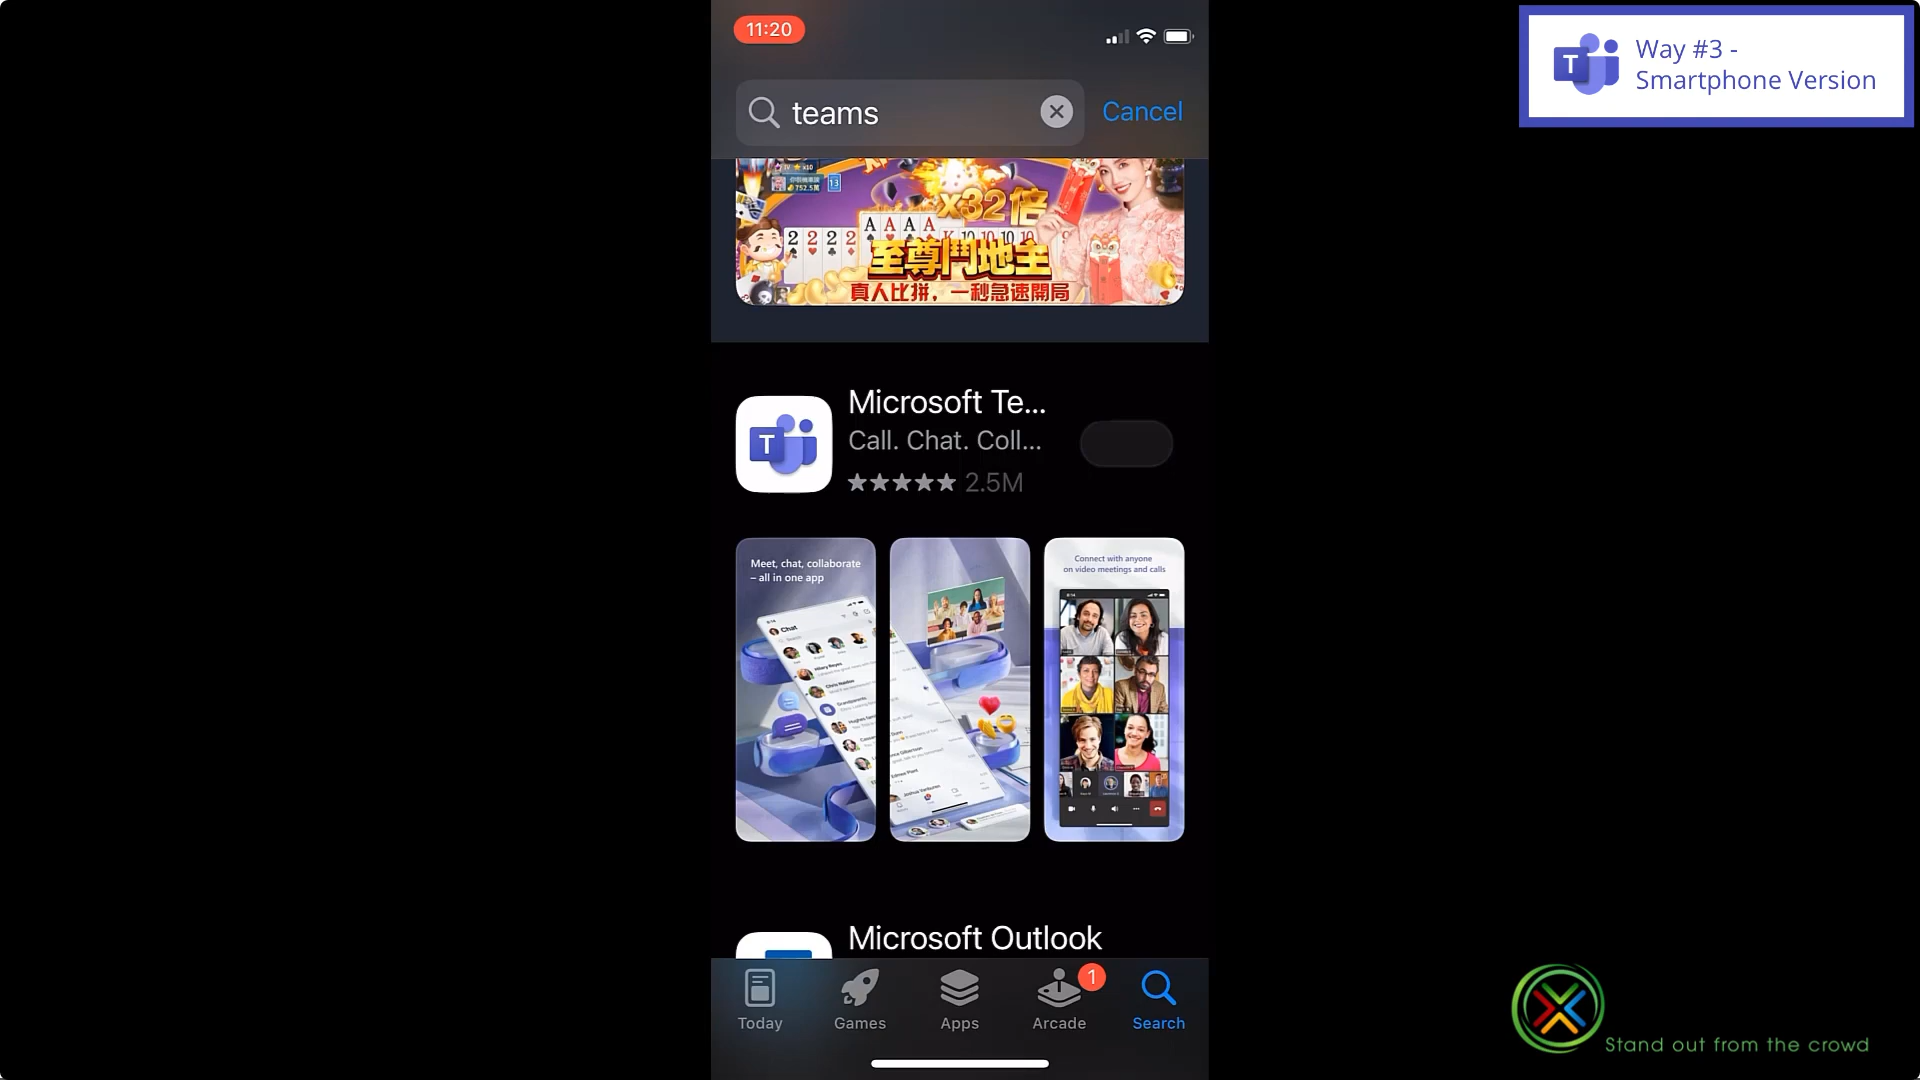 11:20
Way #3 -
Smartphone Version
teams
Cancel
x32倍
至尊鬥地主
真人比拼，一秒急速開局
Microsoft Te...
Call. Chat. Coll...
2.5M
T
Meet, chat, collaborate
– all in one app
Chat
Connect with anyone
on video meetings and calls
Microsoft Outlook
1
Today
Games
Apps
Arcade
Search
Stand out from the crowd